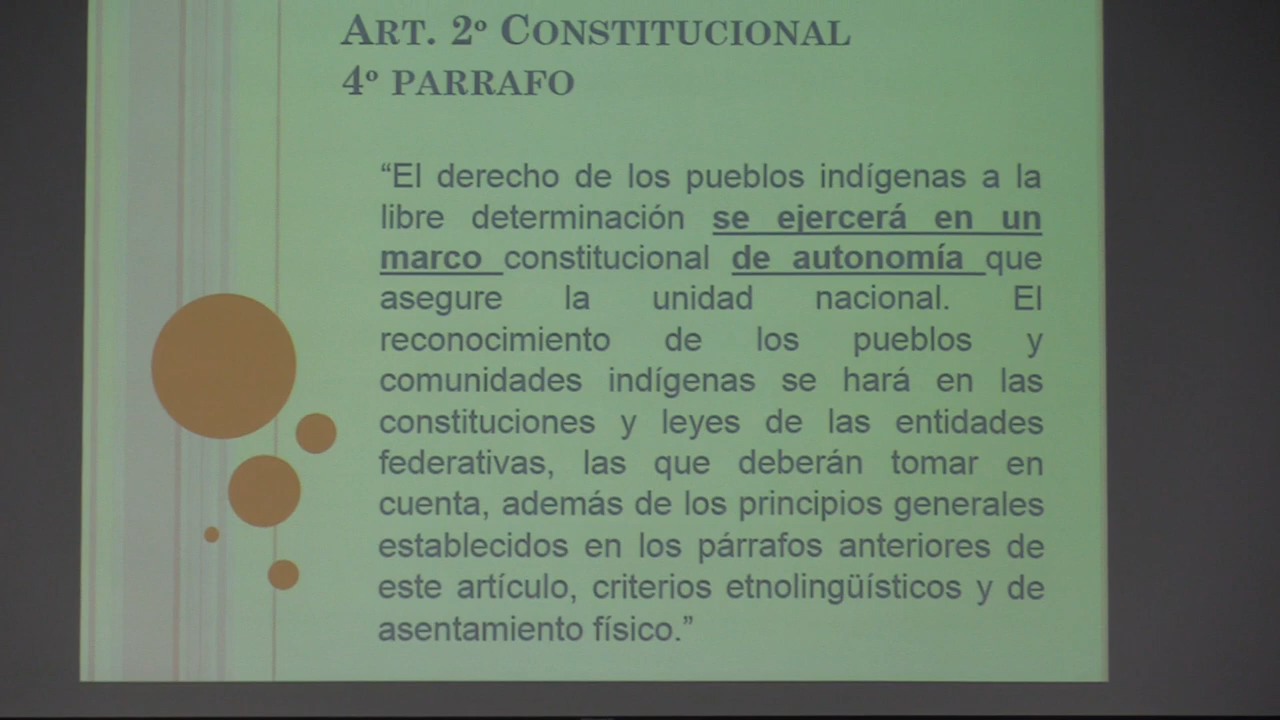 ART. 2º CONSTITUCIONAL
4º PARRAFO
“El derecho de los pueblos indígenas a la
libre determinación se ejercerá en un
marco constitucional de autonomía que
asegure la unidad nacional. El
reconocimiento de los pueblos y
comunidades indígenas se hará en las
constituciones y leyes de las entidades
federativas, las que deberán tomar en
cuenta, además de los principios generales
establecidos en los párrafos anteriores de
este artículo, criterios etnolingüísticos y de
asentamiento físico.”